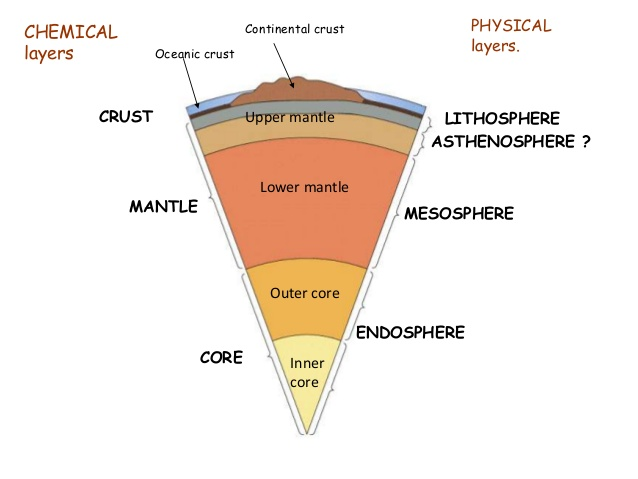 CHEMICAL
layers
Continental crust
PHYSICAL
layers.
Oceanic crust
CRUST
Upper mantle
LITHOSPHERE
ASTHENOSPHERE ?
Lower mantle
MANTLE
MESOSPHERE
Outer core
ENDOSPHERE
CORE
Inner
core